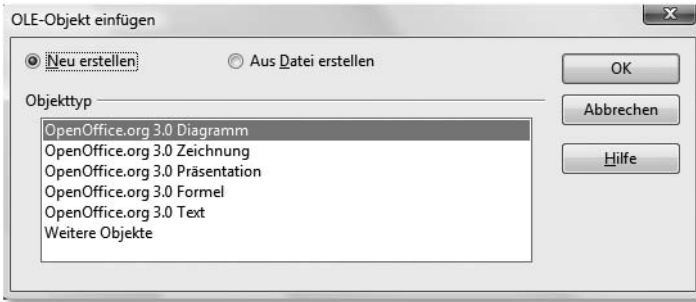 OLE-Objekt einfügen
Neu erstellen
Aus Datei erstellen
OK
Objekttyp
Abbrechen
OpenOffice.org 3.0 Diagramm
OpenOffice.org 3.0 Zeichnung
Hilfe
OpenOffice.org 3.0 Präsentation
OpenOffice.org 3.0 Formel
OpenOffice.org 3.0 Text
Weitere Objekte